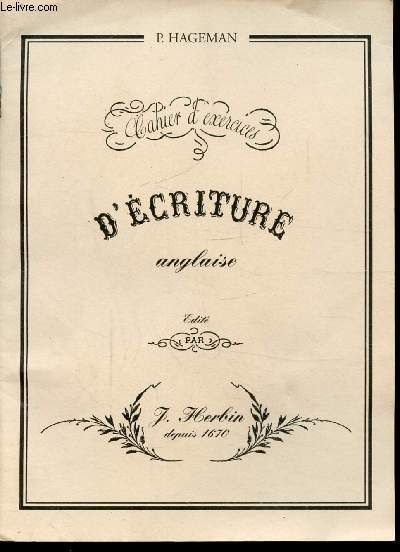 Le-livre.com
P. HAGEMAN
Cahier d'exercices
D'ÉCRITURE
anglaise
Edité
PAR
J. Herbin
depuis 1670